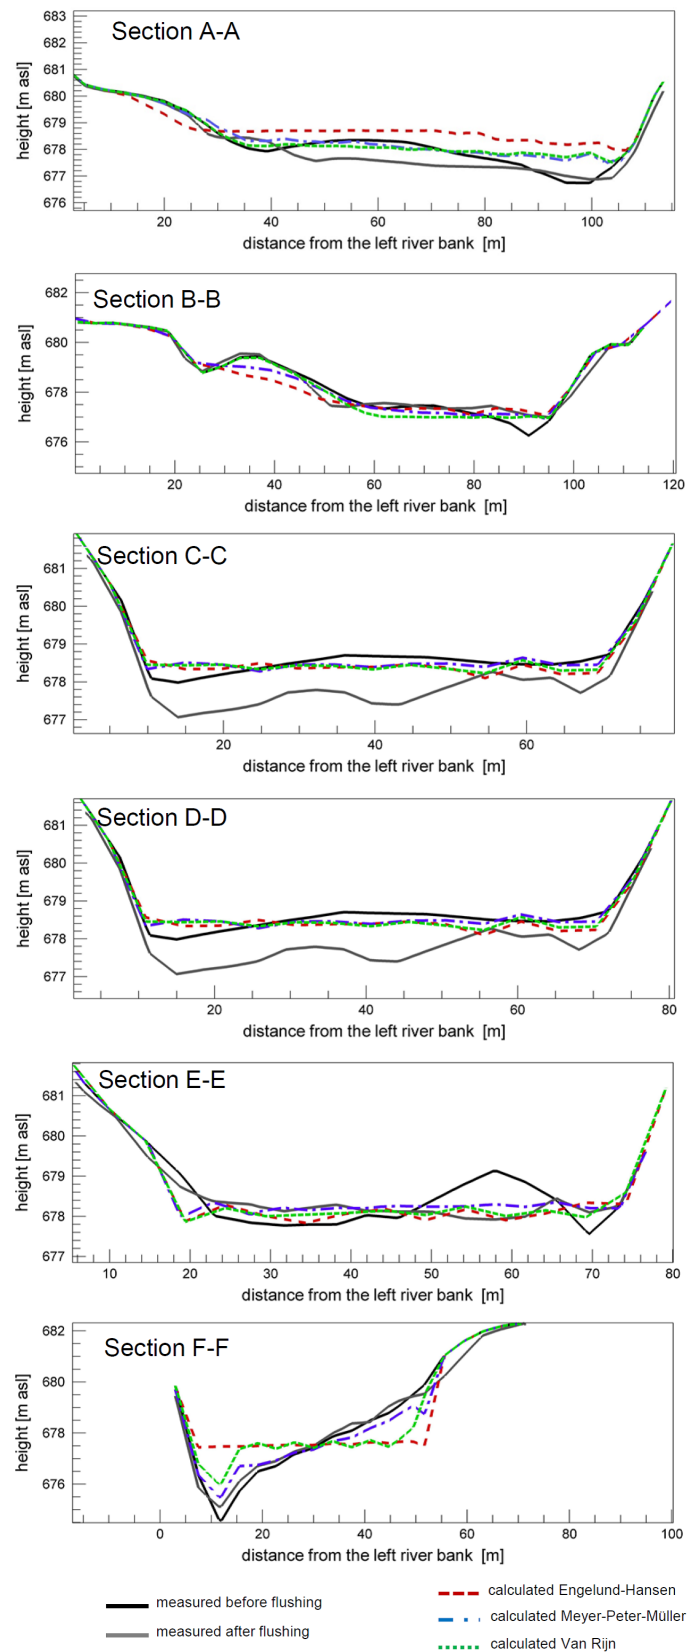 Section A-A
height [m asl]
683
682
681
680
679
678
677
676
20 40 60 80 100
distance from the left river bank [m]
Section B-B
height [m asl]
682
680
678
676
20 40 60 80 100 120
distance from the left river bank [m]
Section C-C
height [m asl]
681
680
679
678
677
20 40 60
distance from the left river bank [m]
Section D-D
height [m asl]
681
680
679
678
677
20 40 60 80
distance from the left river bank [m]
Section E-E
height [m asl]
681
680
679
678
677
10 20 30 40 50 60 70 80
distance from the left river bank [m]
Section F-F
height [m asl]
682
680
678
676
0 20 40 60 80 100
distance from the left river bank [m]
measured before flushing
measured after flushing
calculated Engelund-Hansen
calculated Meyer-Peter-Müller
calculated Van Rijn